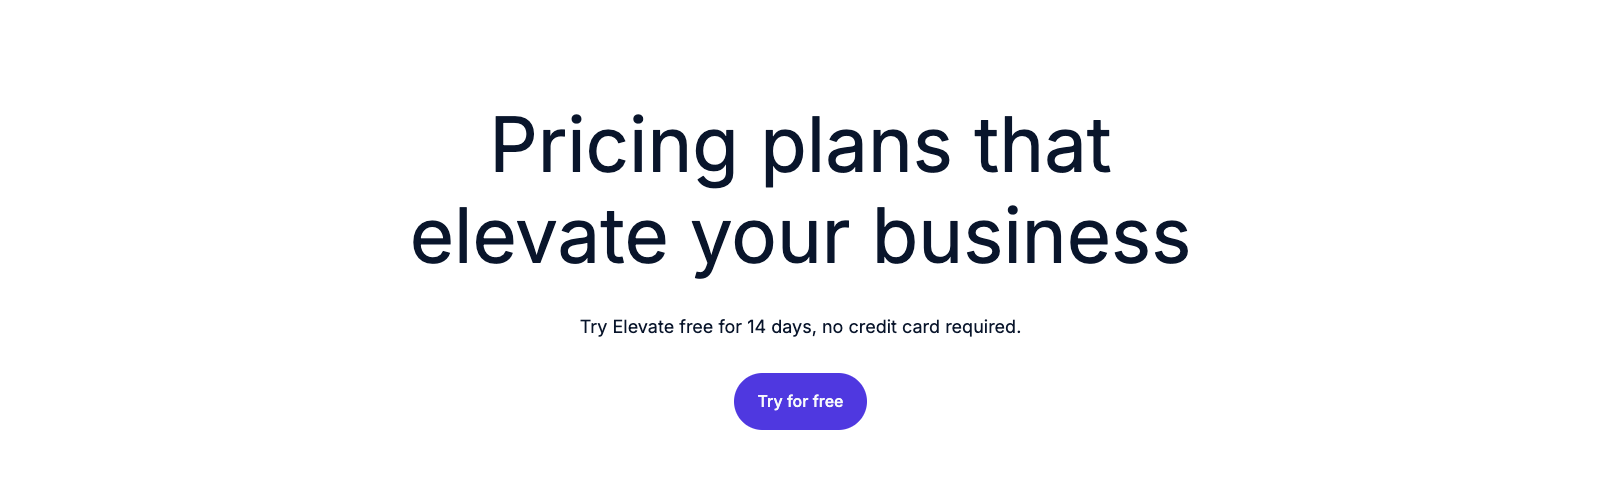 Pricing plans that
elevate your business
Try Elevate free for 14 days, no credit card required.
Try for free